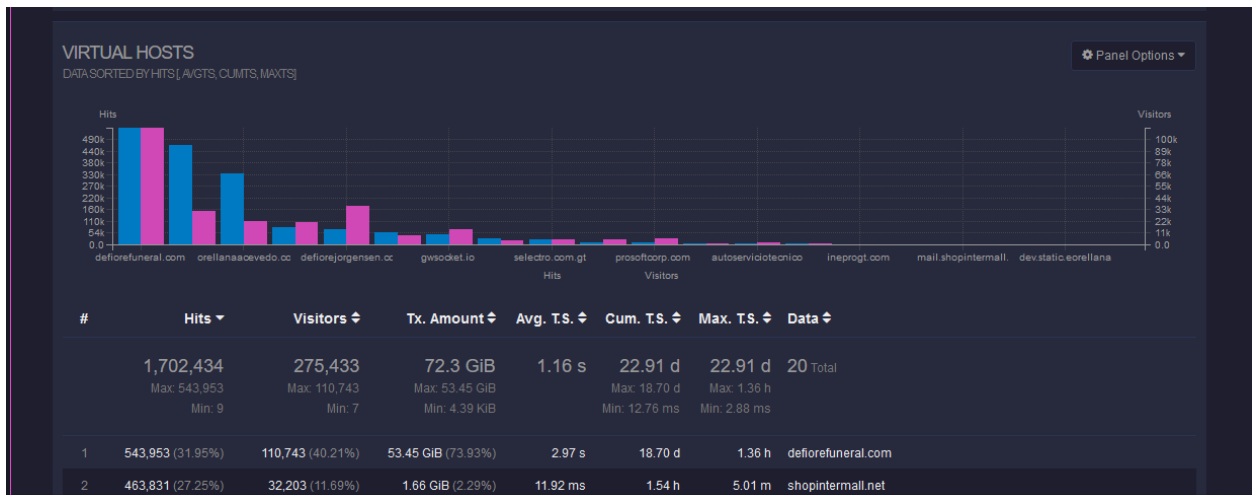 VIRTUAL HOSTS
Panel Options
DATA SORTED BY HITS [, AVGTS, CUMTS, MAXTS]
Hits Visitors
490k 100k
440k 89k
380k 78k
330k 66k
270k 55k
220k 44k
160k 33k
110k 22k
54k 11k
0.0 0.0
defiorefuneral.com orellanaacevedo.cc defiorejorgensen.cc gwsocket.io selectro.com.gt prosoftcorp.com autoserviciotecnico ineprogt.com mail.shopintermall. dev.static.eorellana
Hits Visitors
# Hits Visitors Tx. Amount Avg. T.S. Cum. T.S. Max. T.S. Data
1,702,434 275,433 72.3 GiB 1.16 s 22.91 d 22.91 d 20 Total
Max: 543,953 Max: 110,743 Max: 53.45 GiB Max: 18.70 d Max: 1.36 h
Min: 9 Min: 7 Min: 4.39 KiB Min: 12.76 ms Min: 2.88 ms
1 543,953 (31.95%) 110,743 (40.21%) 53.45 GiB (73.93%) 2.97 s 18.70 d 1.36 h defiorefuneral.com
2 463,831 (27.25%) 32,203 (11.69%) 1.66 GiB (2.29%) 11.92 ms 1.54 h 5.01 m shopintermall.net